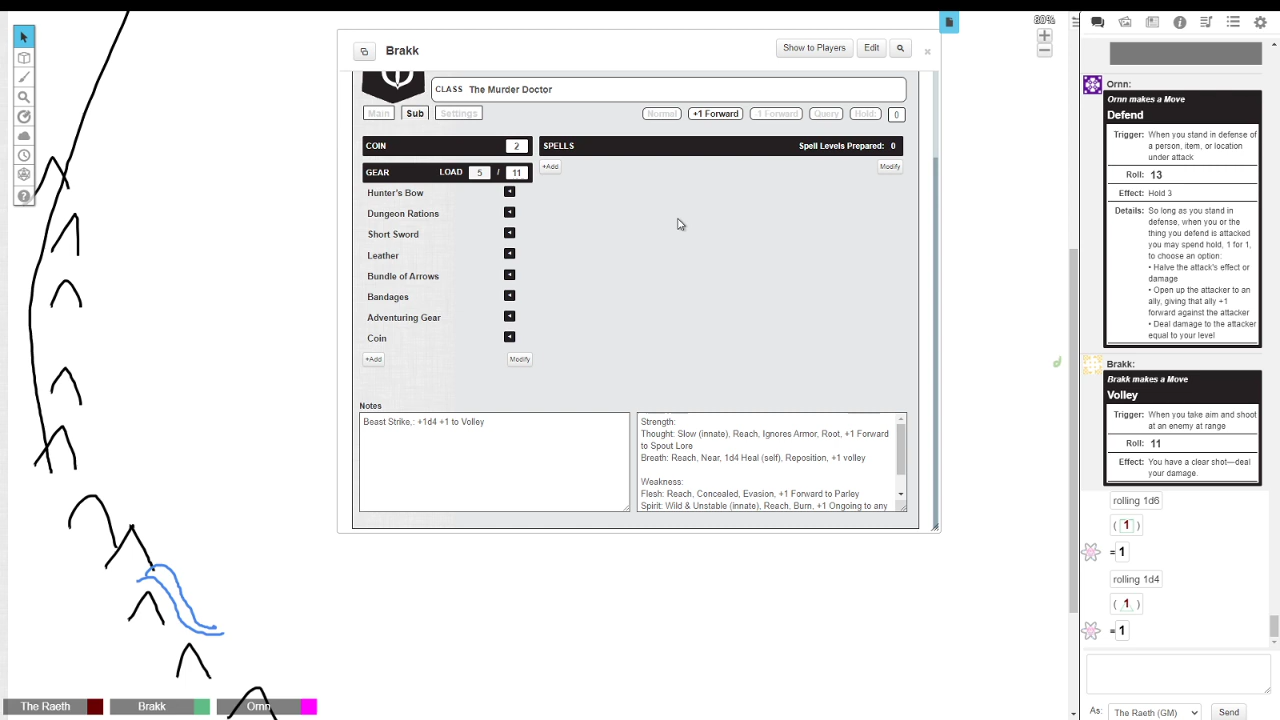 80%
Brakk
Show to Players
Edit
CLASS The Murder Doctor
Main
Sub
Settings
Normal
+1 Forward
1 Forward
Query
Hold:
0
COIN 2
SPELLS
Spell Levels Prepared: 0
GEAR LOAD 5 / 11
+Add
Modify
Hunter's Bow
Dungeon Rations
Short Sword
Leather
Bundle of Arrows
Bandages
Adventuring Gear
Coin
+Add
Modify
Notes
Beast Strike,: +1d4 +1 to Volley
Strength:
Thought: Slow (innate), Reach, Ignores Armor, Root, +1 Forward
to Spout Lore
Breath: Reach, Near, 1d4 Heal (self), Reposition, +1 volley
Weakness:
Flesh: Reach, Concealed, Evasion, +1 Forward to Parley
Spirit: Wild & Unstable (innate), Reach, Burn, +1 Ongoing to any
Ornn:
Ornn makes a Move
Defend
Trigger: When you stand in defense of
a person, item, or location
under attack
Roll: 13
Effect: Hold 3
Details: So long as you stand in
defense, when you or the
thing you defend is attacked
you may spend hold, 1 for 1,
to choose an option:
• Halve the attack's effect or
damage
• Open up the attacker to an
ally, giving that ally +1
forward against the attacker
• Deal damage to the attacker
equal to your level
Brakk:
Brakk makes a Move
Volley
Trigger: When you take aim and shoot
at an enemy at range
Roll: 11
Effect: You have a clear shot—deal
your damage.
rolling 1d6
(1)
=1
rolling 1d4
(1)
=1
As: The Raeth (GM)
Send
The Raeth
Brakk
Ornn